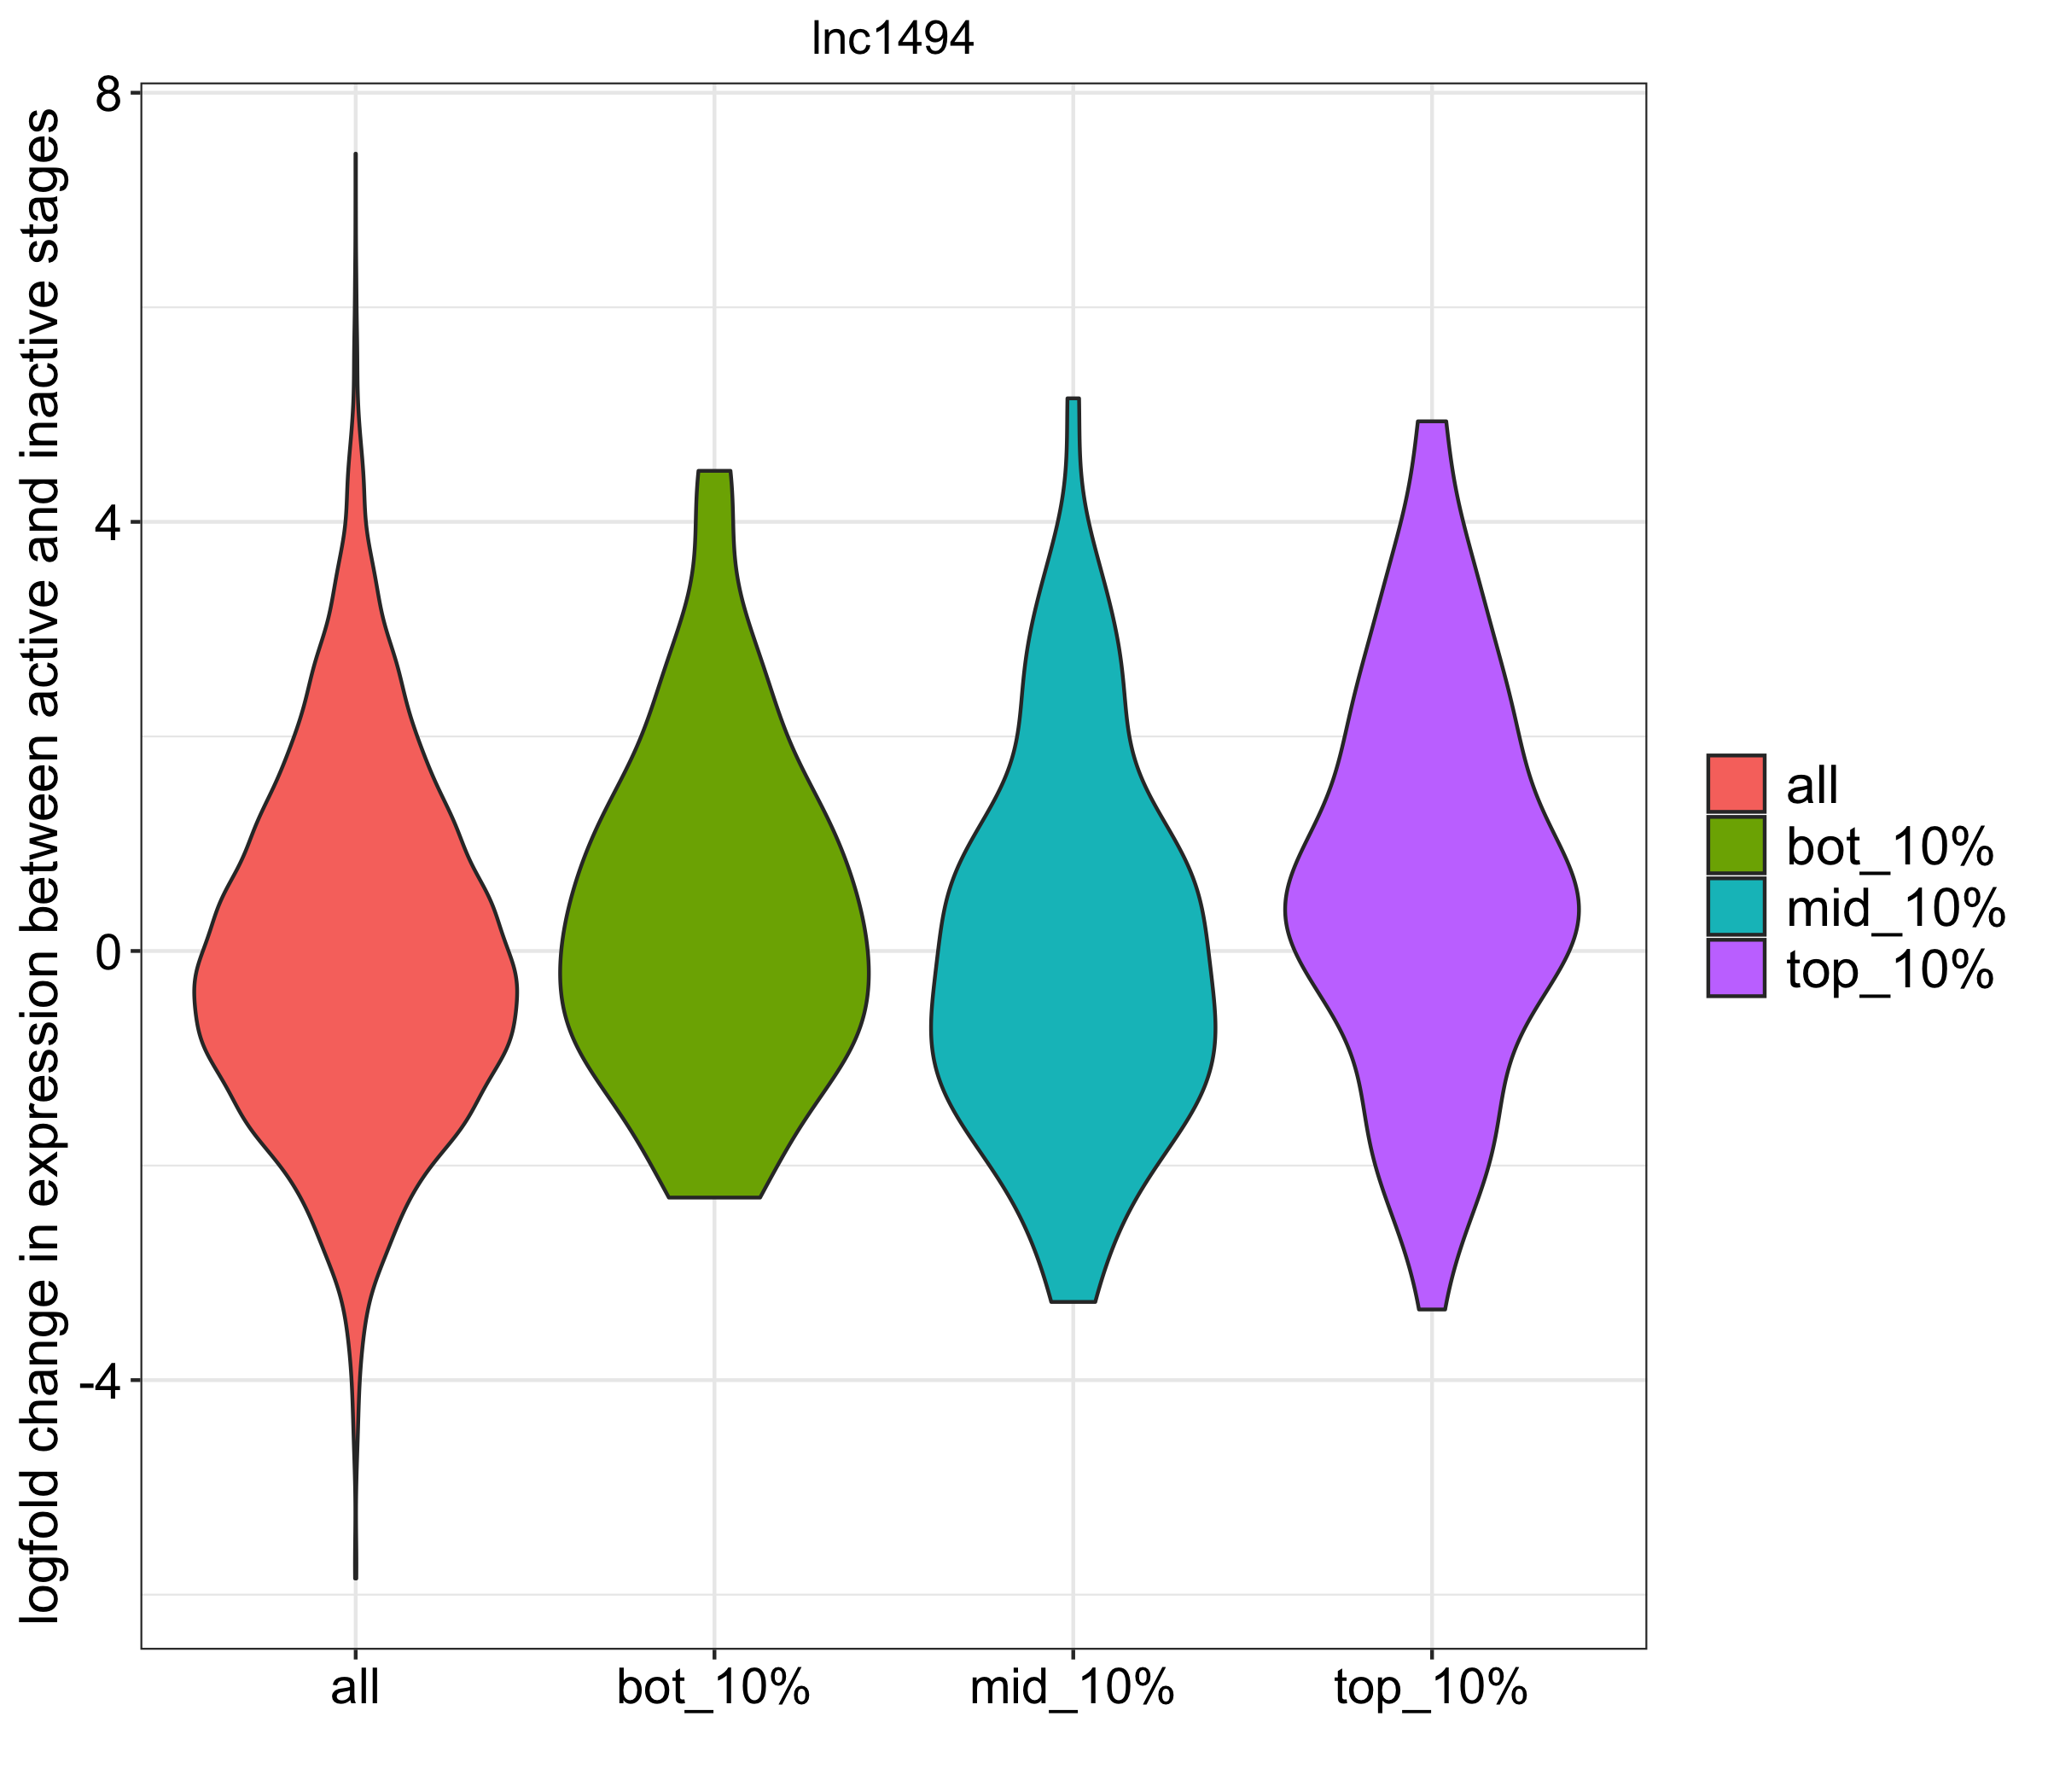 lnc1494
logfold change in expression between active and inactive stages
8
4
0
-4
all
bot_10%
mid_10%
top_10%
all
bot_10%
mid_10%
top_10%